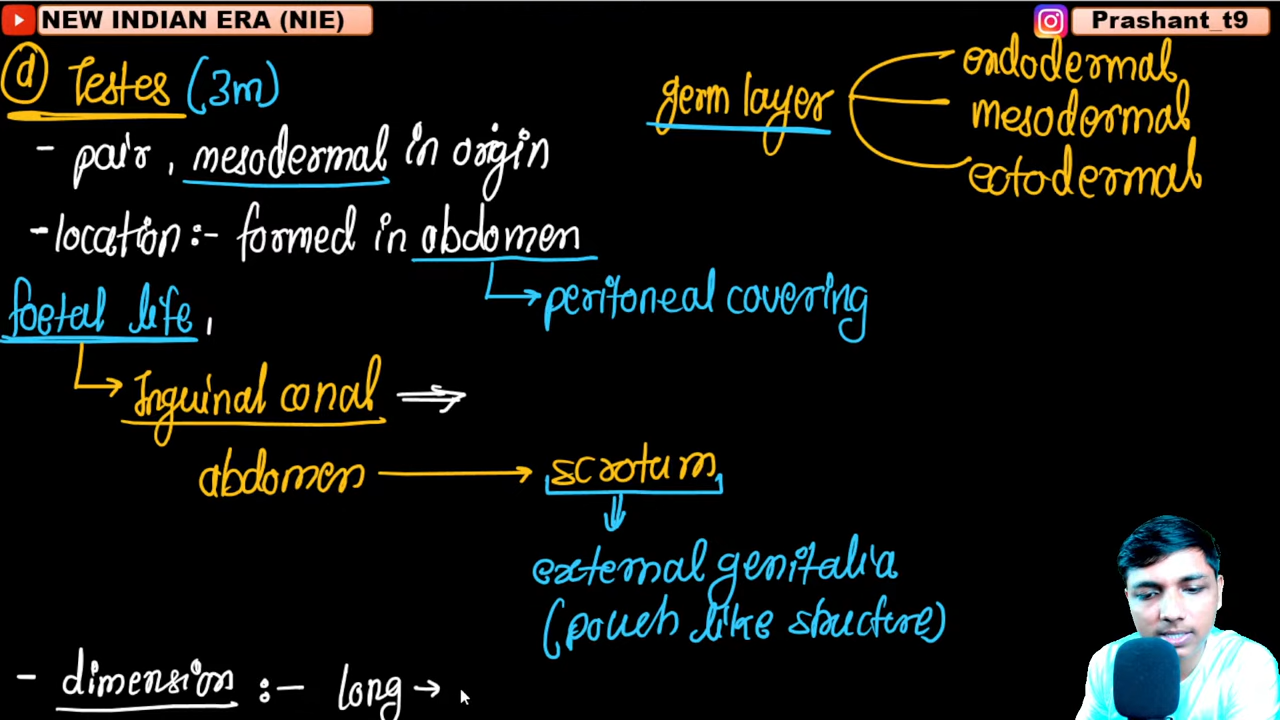 NEW INDIAN ERA (NIE)
Prashant_t9
d Testes (3m)
germ layer
endodermal
mesodermal
ectodermal
- pair, mesodermal in origin
- location :- formed in abdomen
peritoneal covering
foetal life,
Inguinal canal ⇒
abdomen → scrotum
external genitalia
(pouch like structure)
- dimension :- long →